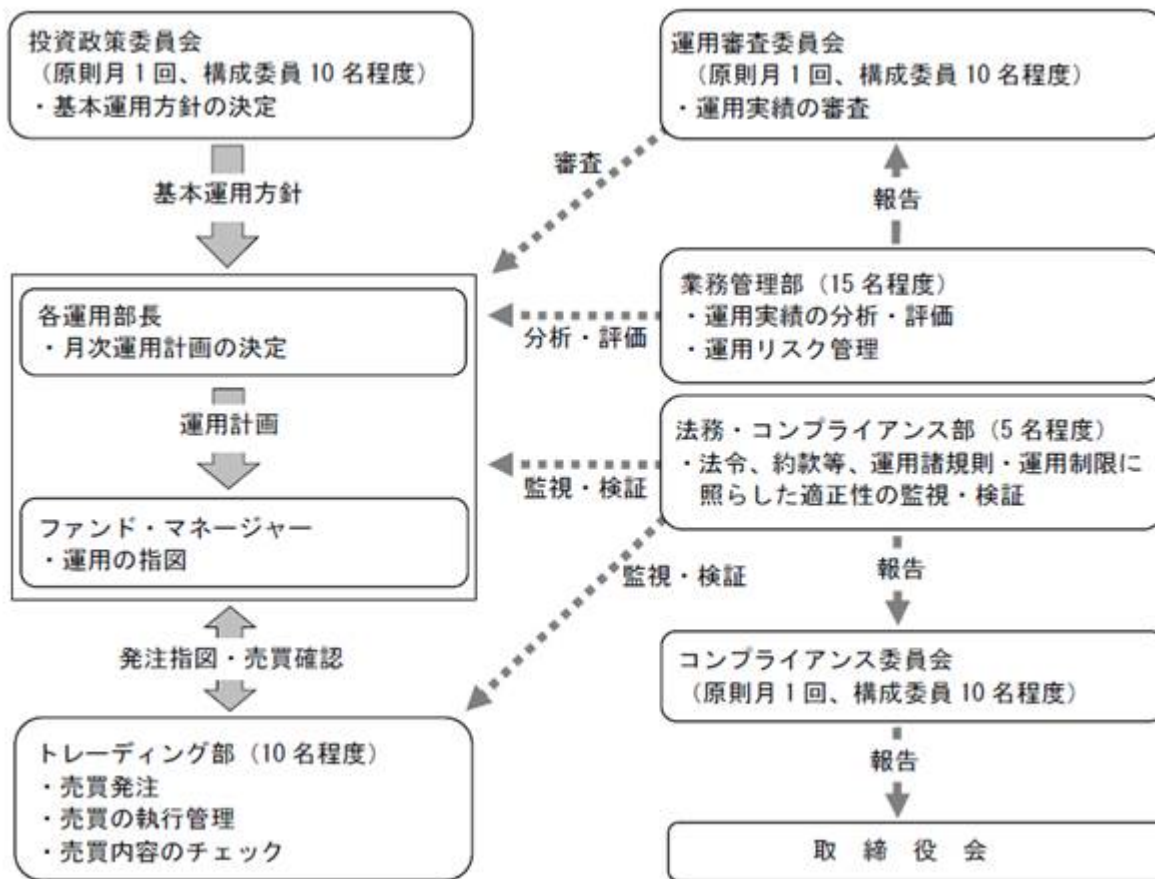 投資政策委員会
（原則月1回、構成委員10名程度）
・基本運用方針の決定
基本運用方針
各運用部長
・月次運用計画の決定
運用計画
ファンド・マネージャー
・運用の指図
発注指図・売買確認
トレーディング部（10名程度）
・売買発注
・売買の執行管理
・売買内容のチェック
運用審査委員会
（原則月1回、構成委員10名程度）
・運用実績の審査
審査
報告
業務管理部（15名程度）
・運用実績の分析・評価
・運用リスク管理
分析・評価
法務・コンプライアンス部（5名程度）
・法令、約款等、運用諸規則・運用制限に
照らした適正性の監視・検証
監視・検証
監視・検証
報告
コンプライアンス委員会
（原則月1回、構成委員10名程度）
報告
取締役会